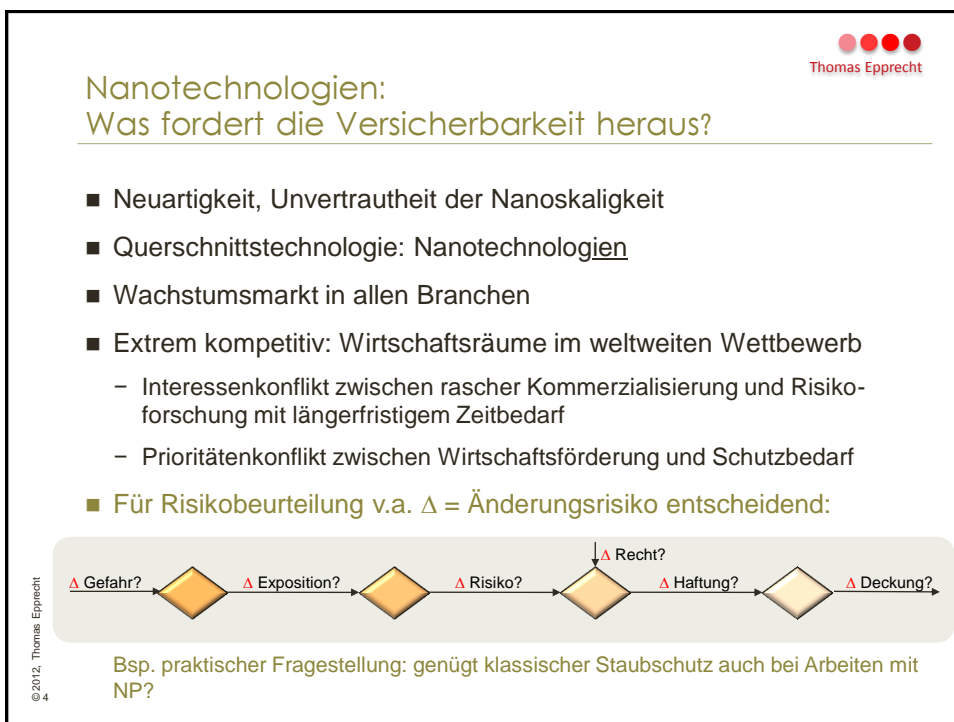 Thomas Epprecht
Nanotechnologien:
Was fordert die Versicherbarkeit heraus?
■ Neuartigkeit, Unvertrautheit der Nanoskaligkeit
■ Querschnittstechnologie: Nanotechnologien
■ Wachstumsmarkt in allen Branchen
■ Extrem kompetitiv: Wirtschaftsräume im weltweiten Wettbewerb
− Interessenkonflikt zwischen rascher Kommerzialisierung und Risiko-
forschung mit längerfristigem Zeitbedarf
− Prioritätenkonflikt zwischen Wirtschaftsförderung und Schutzbedarf
■ Für Risikobeurteilung v.a. Δ = Änderungsrisiko entscheidend:
Δ Recht?
Δ Gefahr? Δ Exposition? Δ Risiko? Δ Haftung? Δ Deckung?
Bsp. praktischer Fragestellung: genügt klassischer Staubschutz auch bei Arbeiten mit
NP?
© 2012, Thomas Epprecht
4